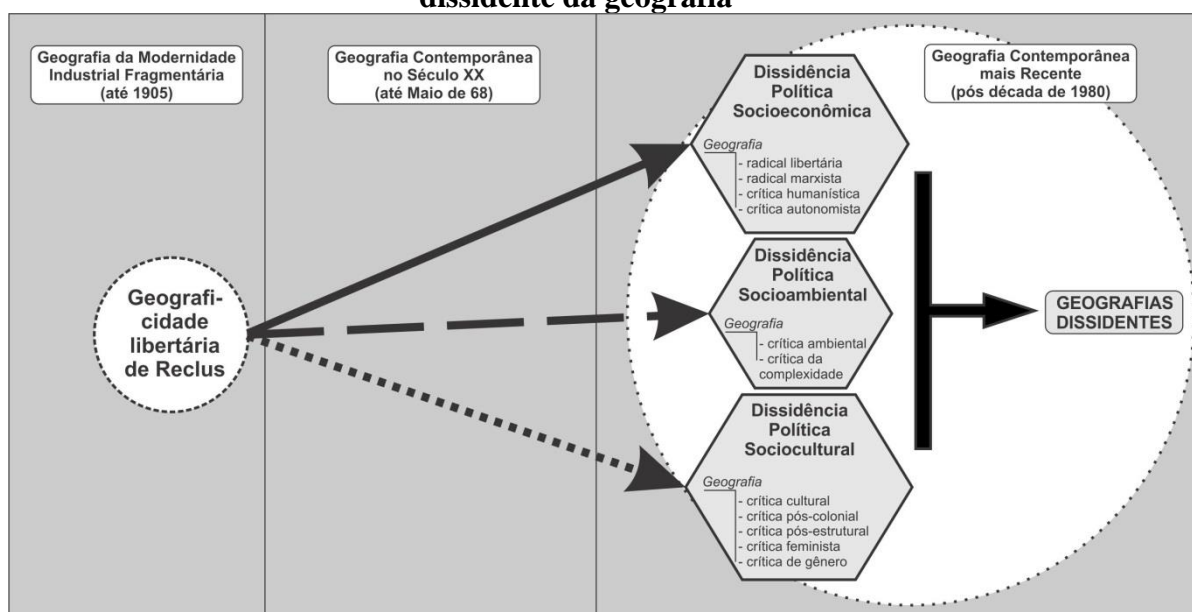 dissidente da geografia
Geografia da Modernidade
Industrial Fragmentária
(até 1905)
Geografia Contemporânea
no Século XX
(até Maio de 68)
Geografia Contemporânea
mais Recente
(pós década de 1980)
Geografi-
cidade
libertária
de Reclus
Dissidência
Política
Socioeconômica
Geografia
- radical libertária
- radical marxista
- crítica humanística
- crítica autonomista
Dissidência
Política
Socioambiental
Geografia
- crítica ambiental
- crítica da
complexidade
Dissidência
Política
Sociocultural
Geografia
- crítica cultural
- crítica pós-colonial
- crítica pós-estrutural
- crítica feminista
- crítica de gênero
GEOGRAFIAS
DISSIDENTES